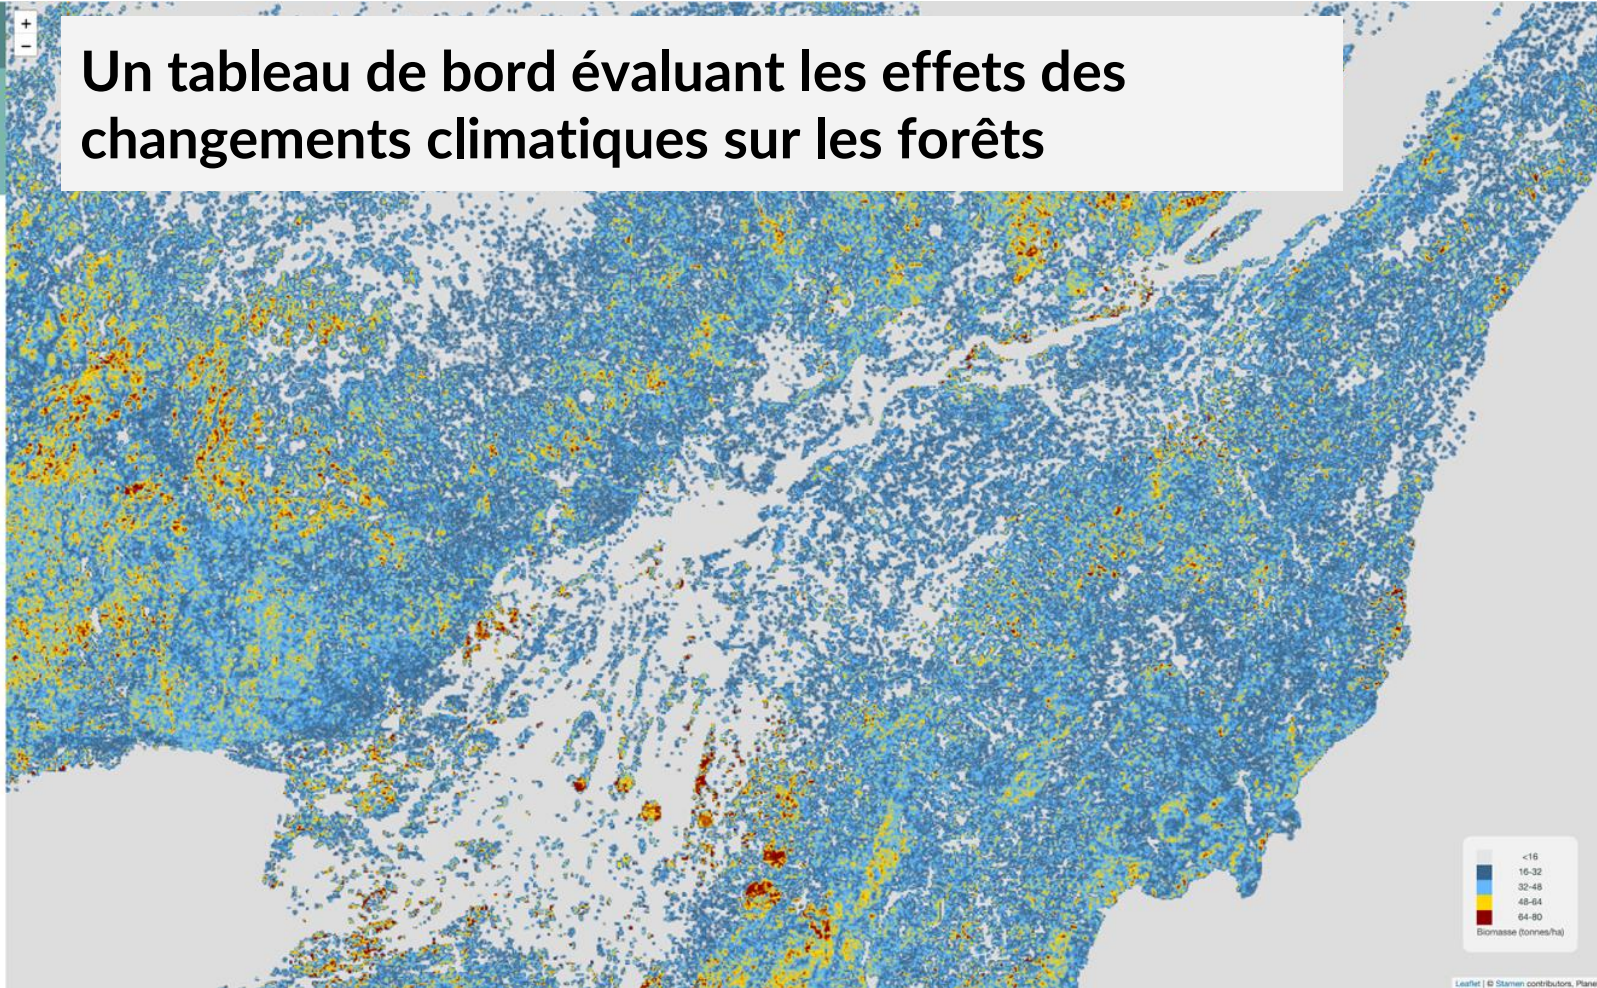 +
−
Un tableau de bord évaluant les effets des
changements climatiques sur les forêts
<16
16-32
32-48
48-64
64-80
Biomasse (tonnes/ha)
Leaflet | © Stamen contributors, Plane